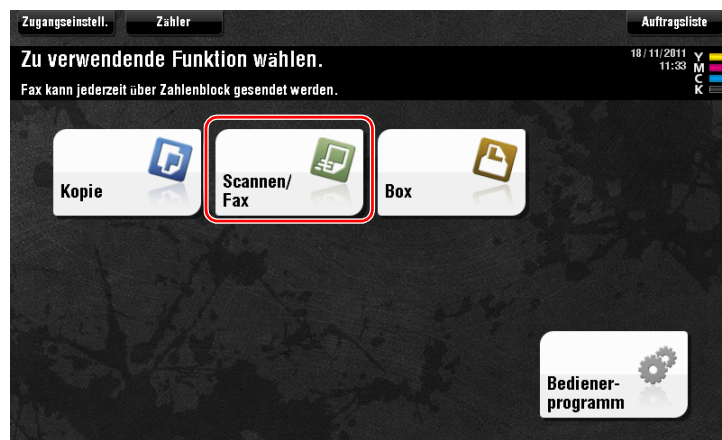 Zugangseinstell. Zähler Auftragsliste
Zu verwendende Funktion wählen.
18/11/2011
11:33
Fax kann jederzeit über Zahlenblock gesendet werden.
Y
M
C
K
Kopie
Scannen/
Fax
Box
Bediener-
programm